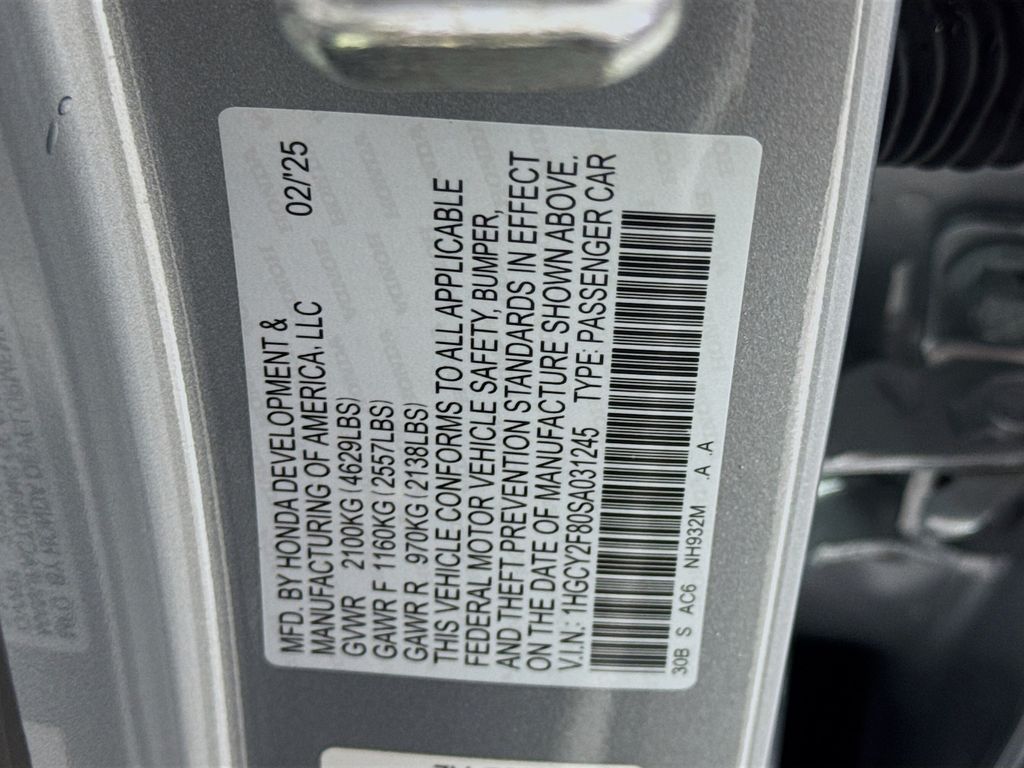 MFD. BY HONDA DEVELOPMENT & 02/'25
MANUFACTURING OF AMERICA. LLC
GVWR 2100KG (4629LBS)
GAWR F 1160KG (2557LBS)
GAWR R 970KG (2138LBS)
THIS VEHICLE CONFORMS TO ALL APPLICABLE
FEDERAL MOTOR VEHICLE SAFETY, BUMPER,
AND THEFT PREVENTION STANDARDS IN EFFECT
ON THE DATE OF MANUFACTURE SHOWN ABOVE.
V.I.N.: 1HGCY2F80SA031245 TYPE: PASSENGER CAR
30B S AC6 NH932M .A .A